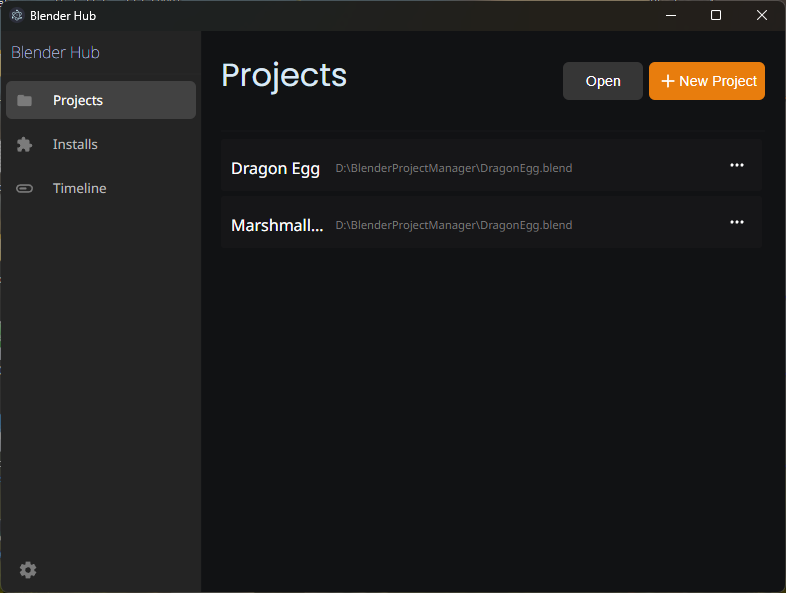 Blender Hub
Blender Hub
Projects
Installs
Timeline
Projects
Open
+ New Project
Dragon Egg D:\BlenderProjectManager\DragonEgg.blend
Marshmall... D:\BlenderProjectManager\DragonEgg.blend